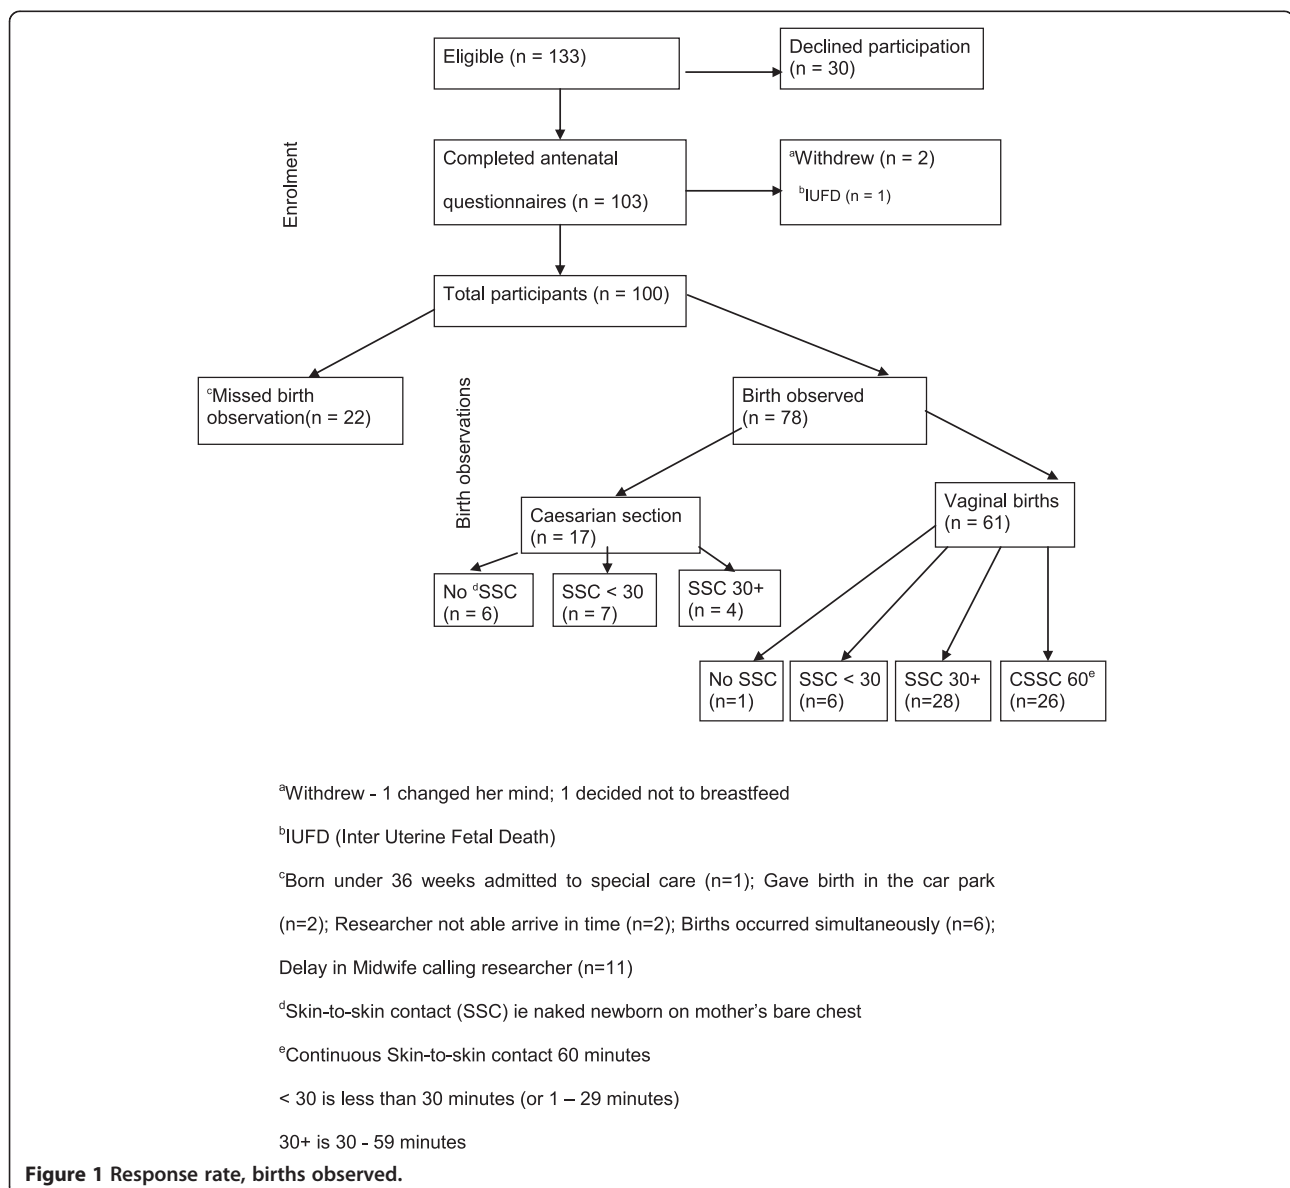 Eligible (n = 133)
Declined participation
(n = 30)
Enrolment
Completed antenatal
questionnaires (n = 103)
ᵃWithdrew (n = 2)
ᵇIUFD (n = 1)
Total participants (n = 100)
ᶜMissed birth
observation(n = 22)
Birth observations
Birth observed
(n = 78)
Caesarian section
(n = 17)
Vaginal births
(n = 61)
No ᵈSSC
(n = 6)
SSC < 30
(n = 7)
SSC 30+
(n = 4)
No SSC
(n=1)
SSC < 30
(n=6)
SSC 30+
(n=28)
CSSC 60ᵉ
(n=26)
ᵃWithdrew - 1 changed her mind; 1 decided not to breastfeed
ᵇIUFD (Inter Uterine Fetal Death)
ᶜBorn under 36 weeks admitted to special care (n=1); Gave birth in the car park
(n=2); Researcher not able arrive in time (n=2); Births occurred simultaneously (n=6);
Delay in Midwife calling researcher (n=11)
ᵈSkin-to-skin contact (SSC) ie naked newborn on mother's bare chest
ᵉContinuous Skin-to-skin contact 60 minutes
< 30 is less than 30 minutes (or 1 – 29 minutes)
30+ is 30 - 59 minutes
Figure 1 Response rate, births observed.